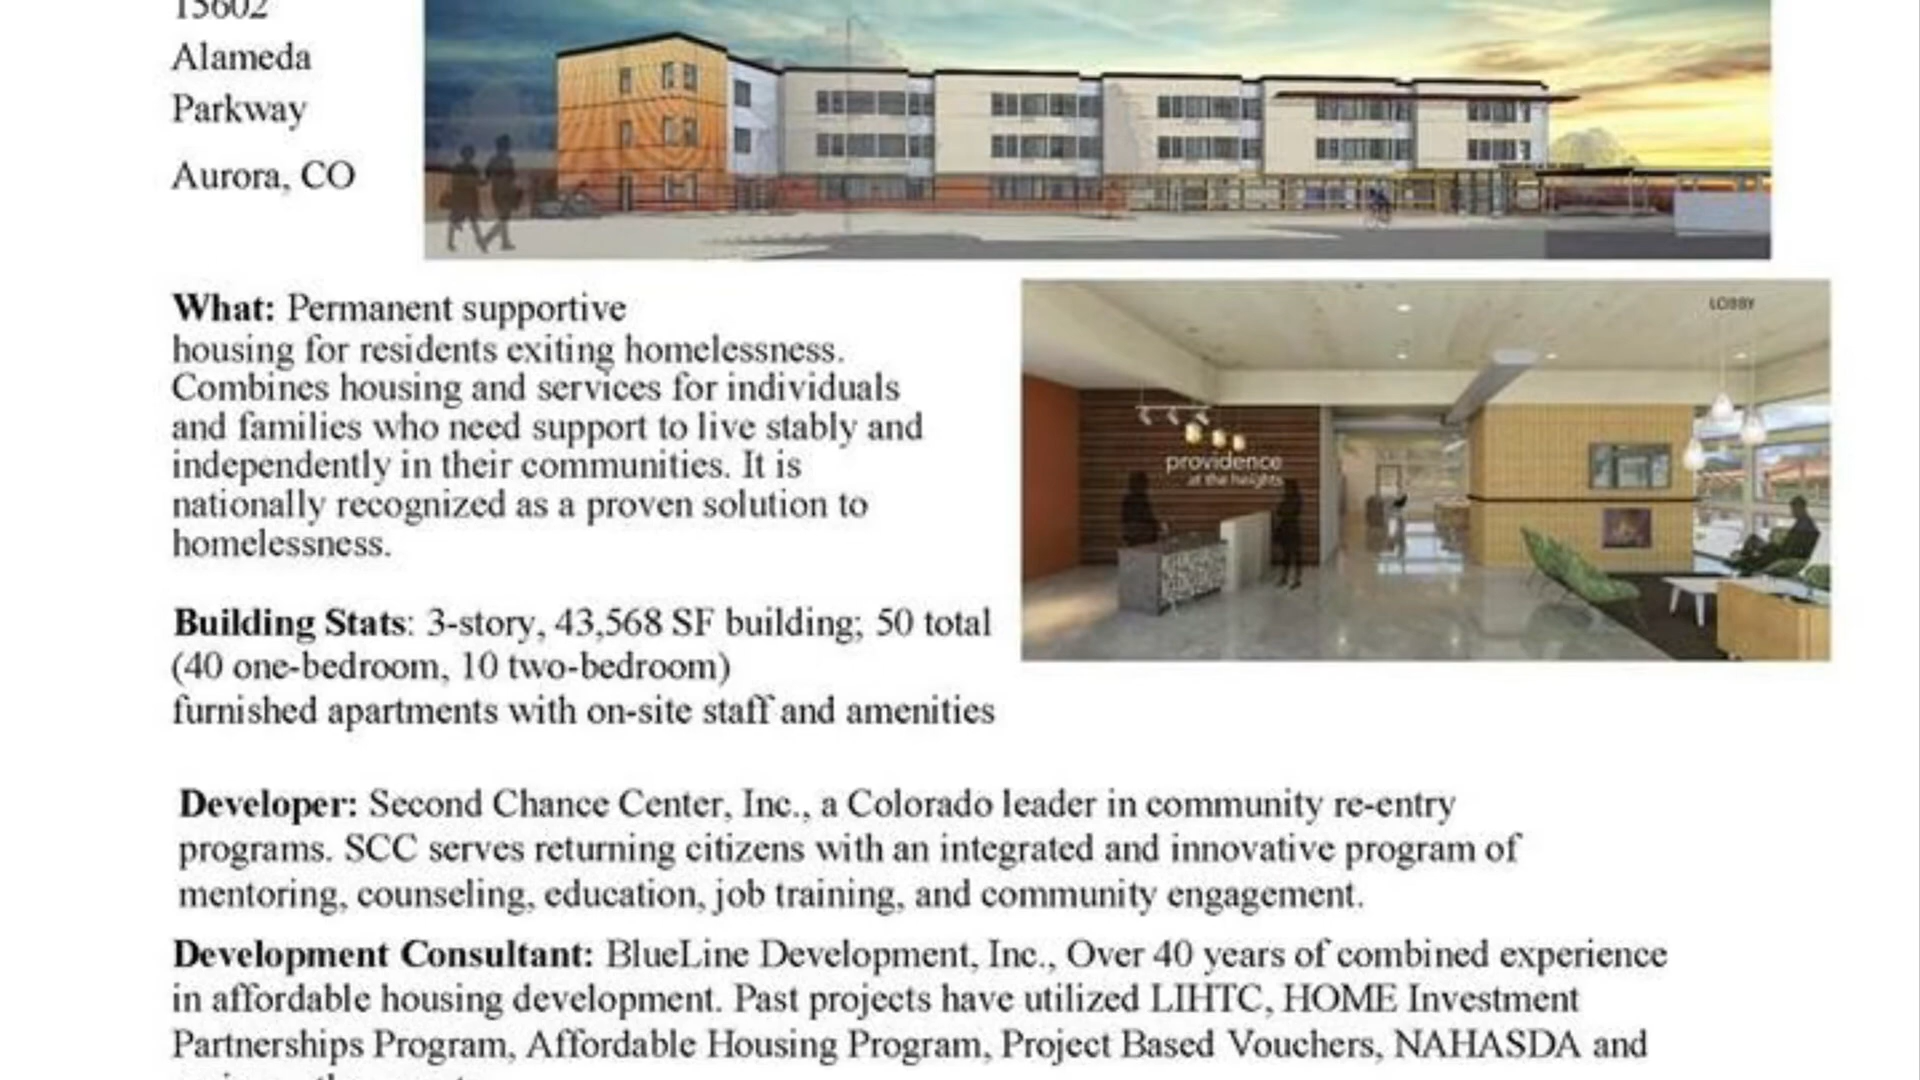 15602
Alameda
Parkway
Aurora, CO
What: Permanent supportive
housing for residents exiting homelessness.
Combines housing and services for individuals
and families who need support to live stably and
independently in their communities. It is
nationally recognized as a proven solution to
homelessness.
LOBBY
providence
at the heights
Building Stats: 3-story, 43,568 SF building; 50 total
(40 one-bedroom, 10 two-bedroom)
furnished apartments with on-site staff and amenities
Developer: Second Chance Center, Inc., a Colorado leader in community re-entry
programs. SCC serves returning citizens with an integrated and innovative program of
mentoring, counseling, education, job training, and community engagement.
Development Consultant: BlueLine Development, Inc., Over 40 years of combined experience
in affordable housing development. Past projects have utilized LIHTC, HOME Investment
Partnerships Program, Affordable Housing Program, Project Based Vouchers, NAHASDA and